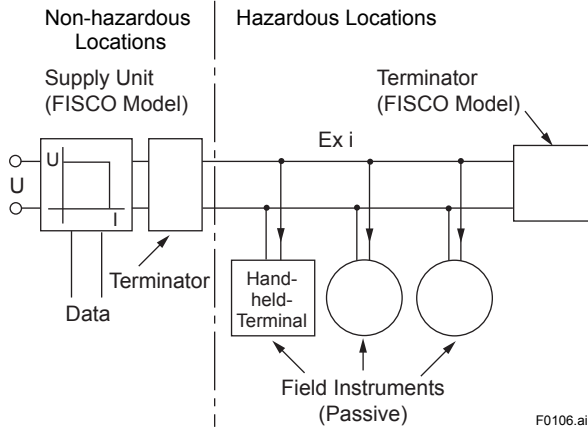 Non-hazardous
Locations
Hazardous Locations
Supply Unit
(FISCO Model)
Terminator
(FISCO Model)
Ex i
U
U
I
Terminator
Data
Hand-
held-
Terminal
Field Instruments
(Passive)
F0106.ai